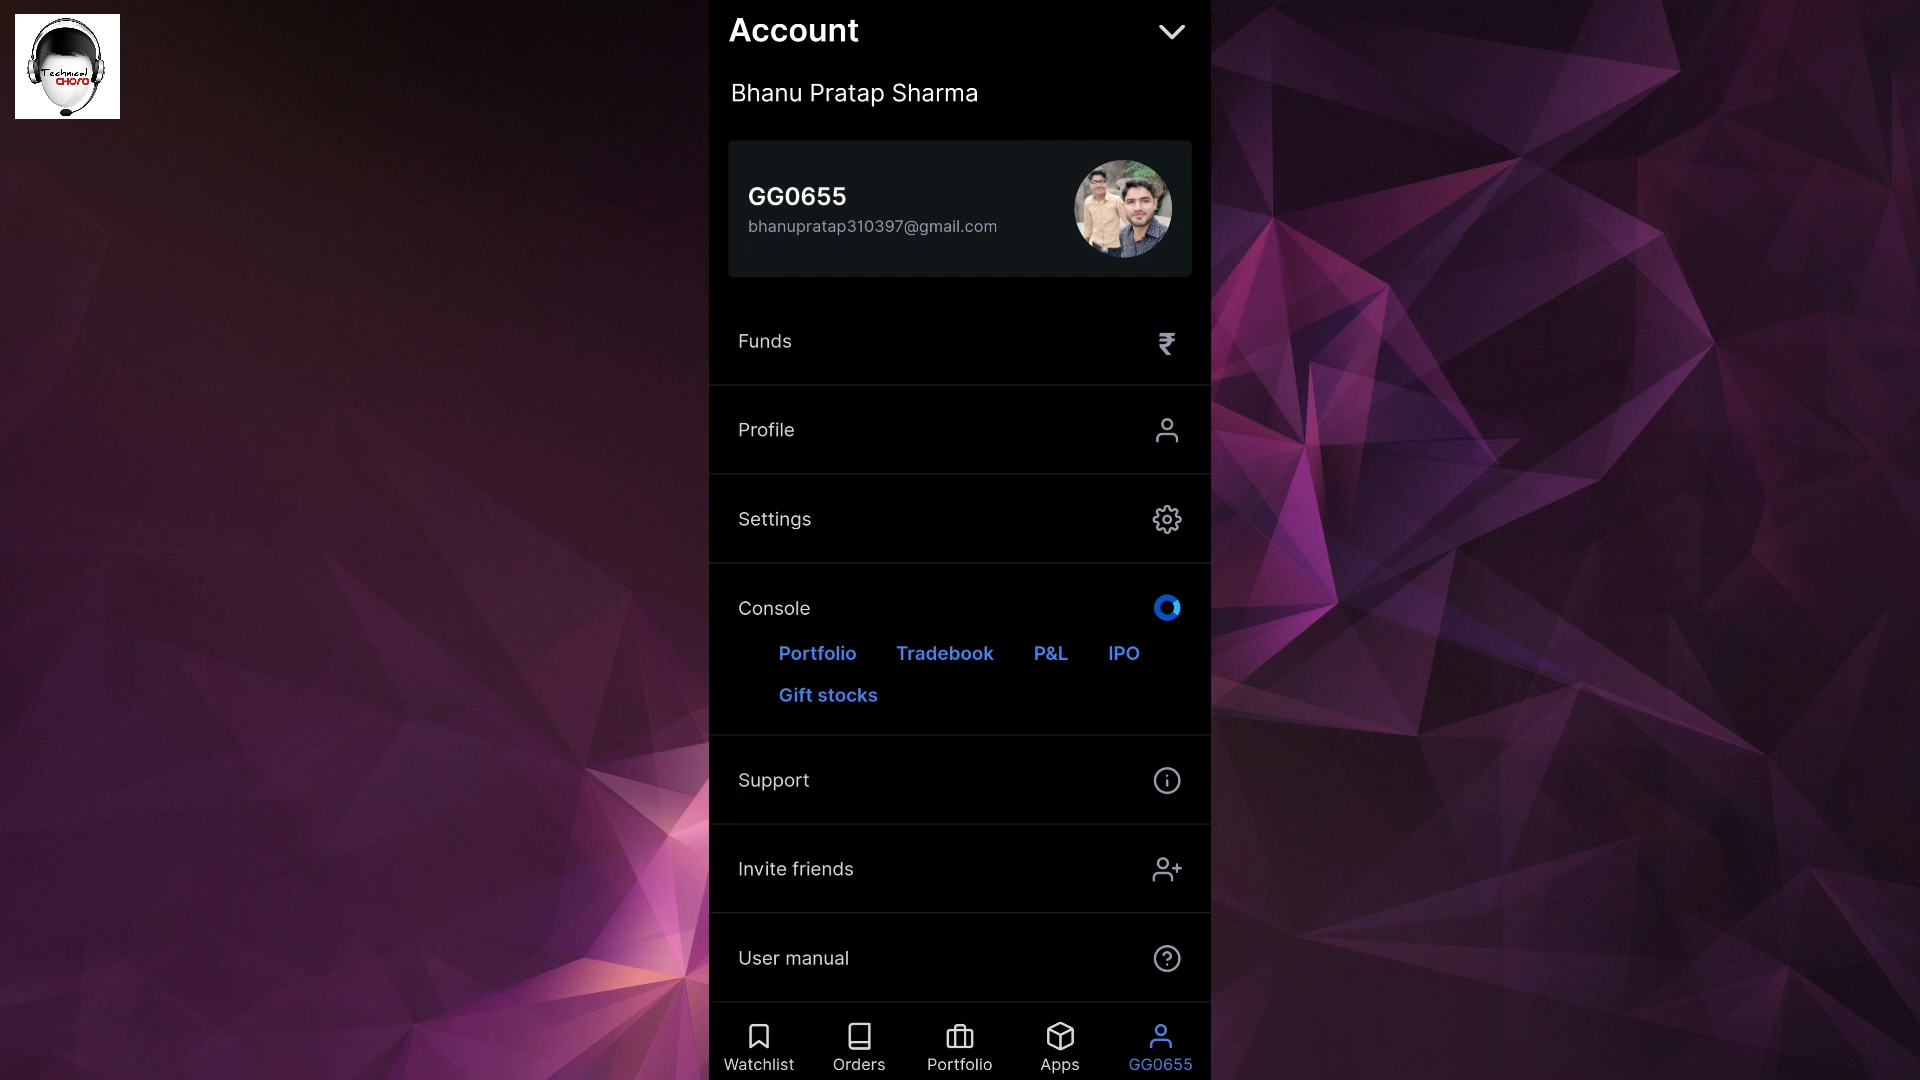 Technical
CHOSO
Account
Bhanu Pratap Sharma
GG0655
bhanupratap310397@gmail.com
Funds
Profile
Settings
Console
Portfolio Tradebook P&L IPO
Gift stocks
Support
Invite friends
User manual
Watchlist Orders Portfolio Apps GG0655